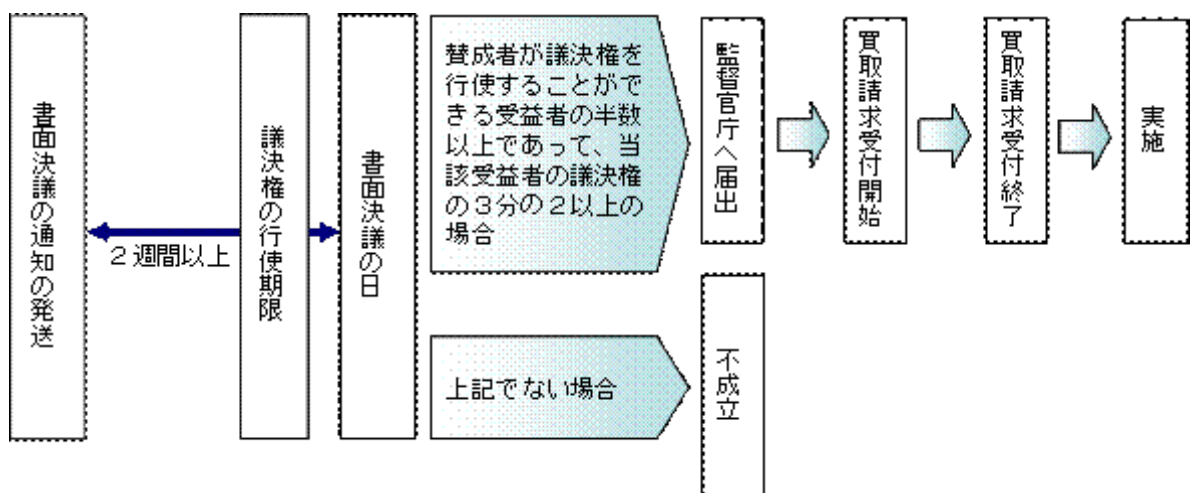 書面決議の通知の発送
２週間以上
議決権の行使期限
書面決議の日
賛成者が議決権を
行使することがで
きる受益者の半数
以上であって、当
該受益者の議決権
の３分の２以上の
場合
監督官庁へ届出
買取請求受付開始
買取請求受付終了
実施
上記でない場合
不成立